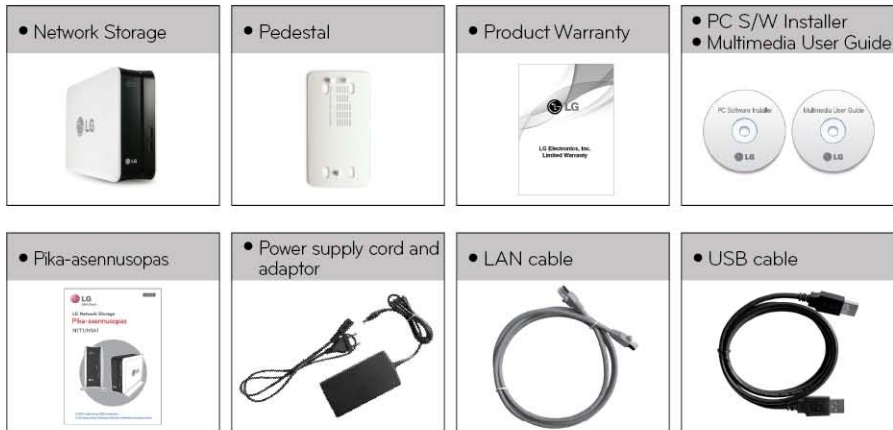 ● Network Storage
LG
LG
● Pedestal
● Product Warranty
LG
LG Electronics, Inc.
Limited Warranty
● PC S/W Installer
● Multimedia User Guide
PC Software Installer
LG
Multimedia User Guide
LG
● Pika-asennusopas
LG
LG Network Storage
Pika-asennusopas
● Power supply cord and
adaptor
● LAN cable
● USB cable